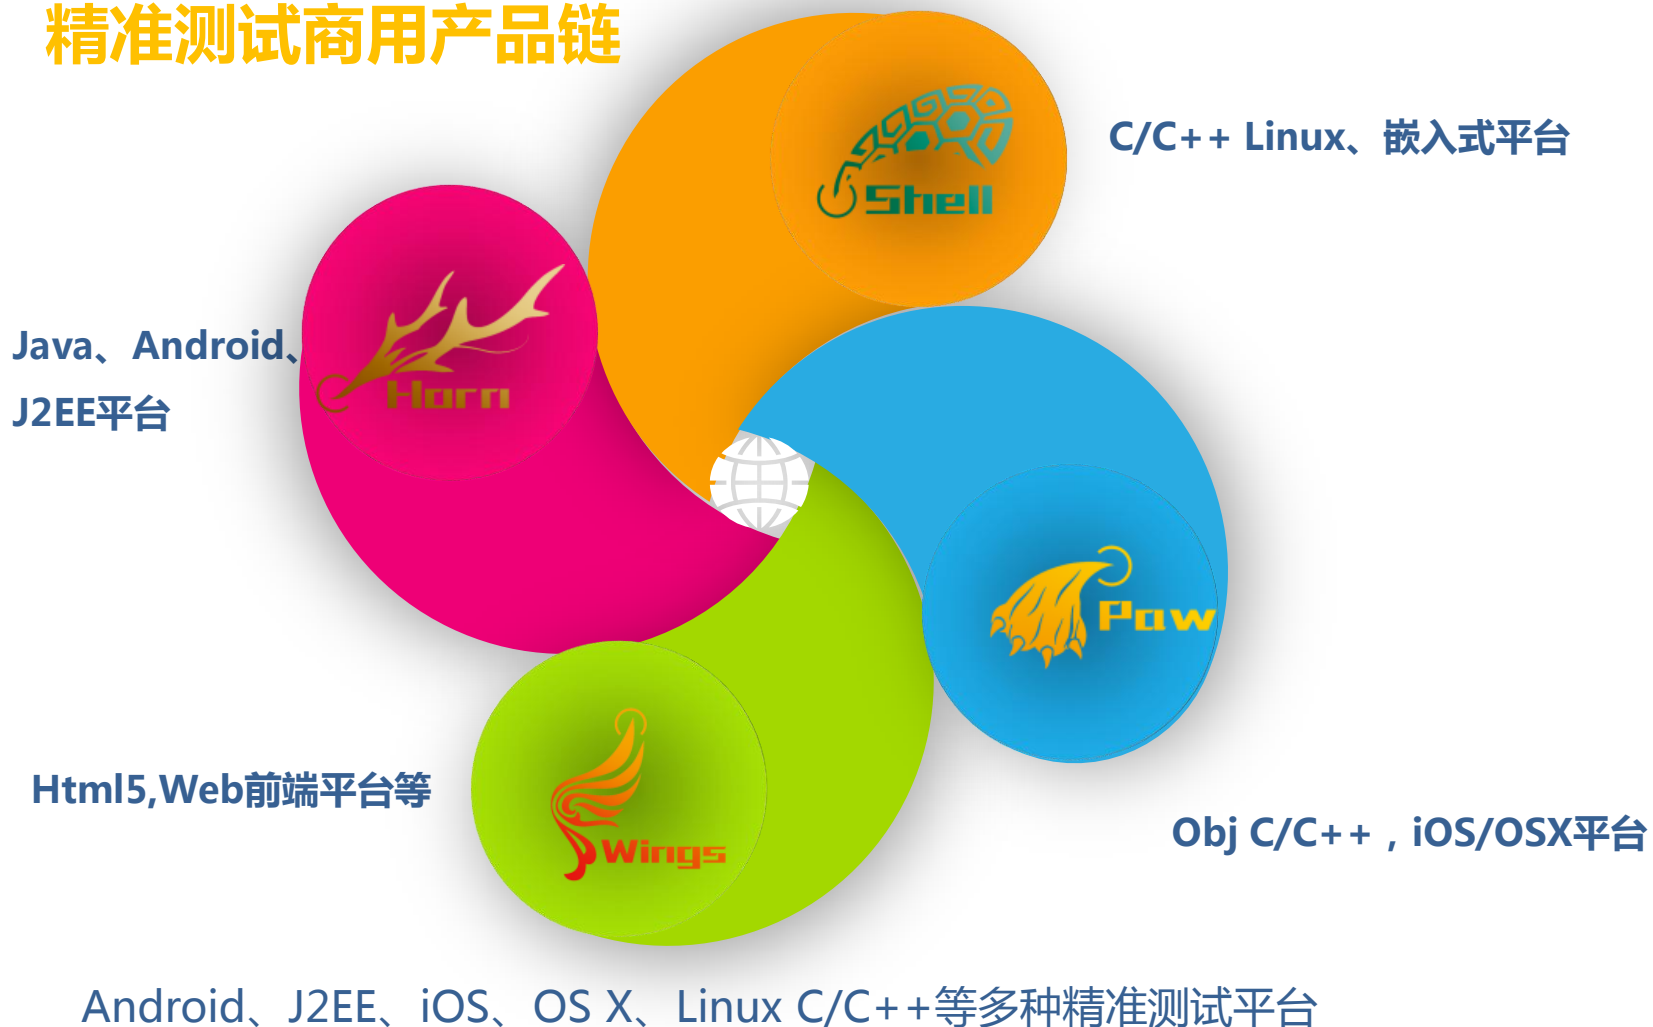 精准测试商用产品链
C/C++ Linux、嵌入式平台
Shell
Java、Android、
J2EE平台
Horn
Paw
Html5,Web前端平台等
Wings
Obj C/C++，iOS/OSX平台
Android、J2EE、iOS、OS X、Linux C/C++等多种精准测试平台